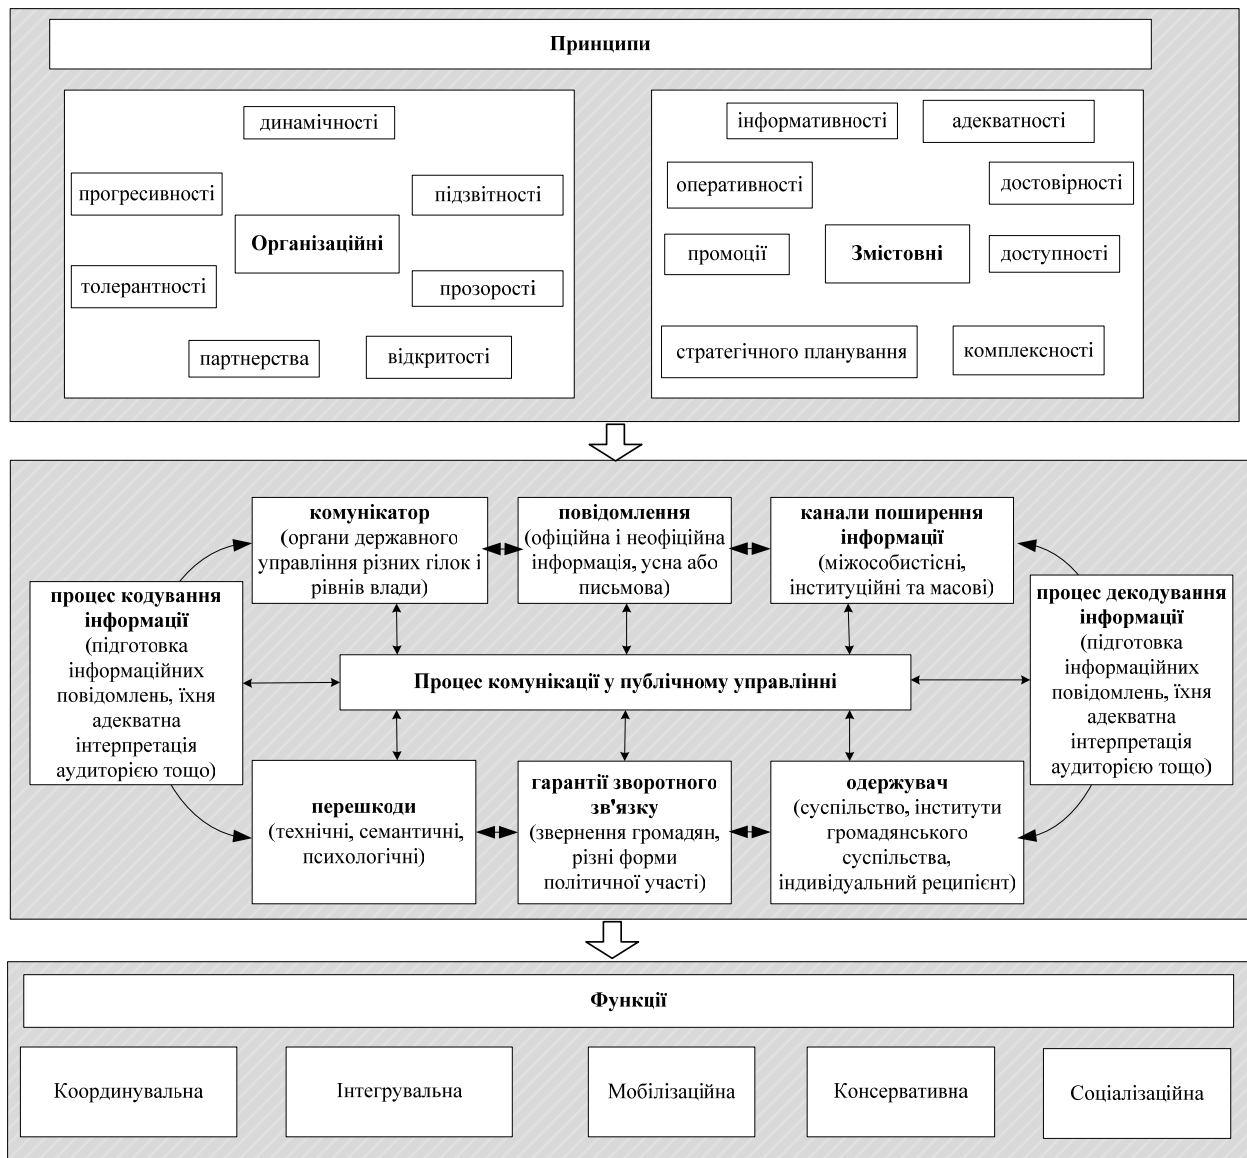 Принципи
динамічності
прогресивності
підзвітності
Організаційні
толерантності
прозорості
партнерства
відкритості
інформативності
адекватності
оперативності
достовірності
промоції
Змістовні
доступності
стратегічного планування
комплексності
комунікатор
(органи державного
управління різних гілок і
рівнів влади)
повідомлення
(офіційна і неофіційна
інформація, усна або
письмова)
канали поширення
інформації
(міжособистісні,
інституційні та масові)
процес кодування
інформації
(підготовка
інформаційних
повідомлень, їхня
адекватна
інтерпретація
аудиторією тощо)
Процес комунікації у публічному управлінні
процес декодування
інформації
(підготовка
інформаційних
повідомлень, їхня
адекватна
інтерпретація
аудиторією тощо)
перешкоди
(технічні, семантичні,
психологічні)
гарантії зворотного
зв'язку
(звернення громадян,
різні форми
політичної участі)
одержувач
(суспільство, інститути
громадянського
суспільства,
індивідуальний реципієнт)
Функції
Координувальна
Інтегрувальна
Мобілізаційна
Консервативна
Соціалізаційна